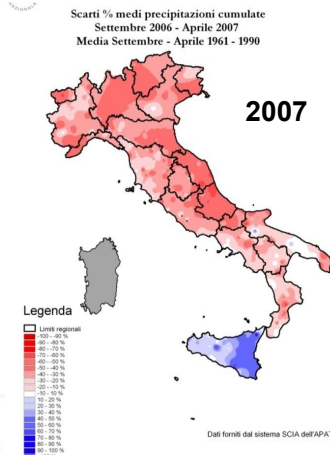 AZIONALE
Scarti % medi precipitazioni cumulate
Settembre 2006 - Aprile 2007
Media Settembre - Aprile 1961 - 1990
2007
Legenda
Limiti regionali
-100 - -90 %
-90 - -80 %
-80 - -70 %
-70 - -60 %
-60 - -50 %
-50 - -40 %
-40 - -30 %
-30 - -20 %
-20 - -10 %
-10 - 10 %
10 - 20 %
20 - 30 %
30 - 40 %
40 - 50 %
50 - 60 %
60 - 70 %
70 - 80 %
80 - 90 %
90 - 100 %
Dati forniti dal sistema SCIA dell'APAT